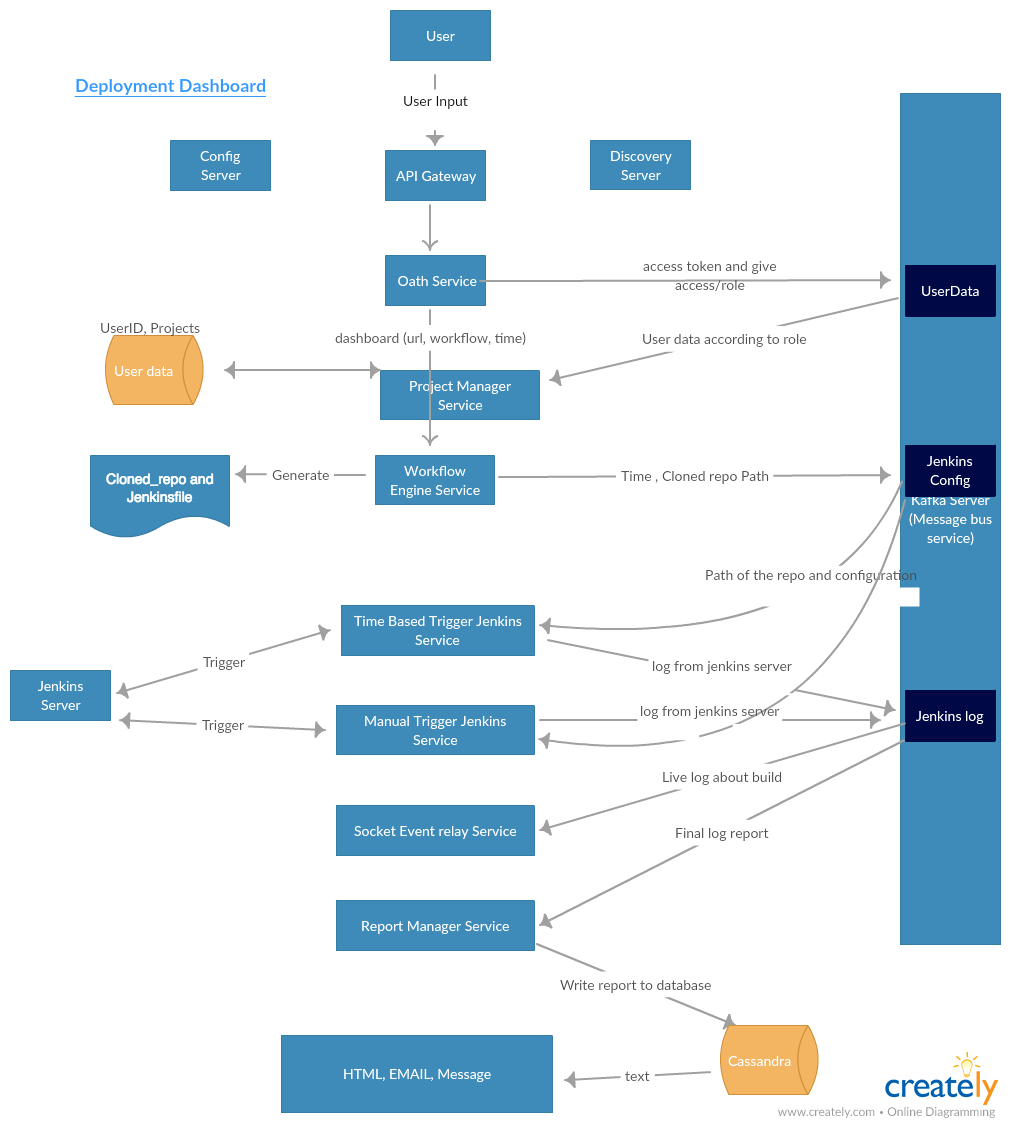 User
Deployment Dashboard
User Input
Config
Server
API Gateway
Discovery
Server
Oath Service
access token and give
access/role
UserData
UserID, Projects
dashboard (url, workflow, time)
User data according to role
User data
Project Manager
Service
Cloned_repo and
Jenkinsfile
Generate
Workflow
Engine Service
Time , Cloned repo Path
Jenkins
Config
Kafka Server
(Message bus
service)
Path of the repo and configuration
Time Based Trigger Jenkins
Service
Trigger
log from jenkins server
Jenkins
Server
Trigger
Manual Trigger Jenkins
Service
log from jenkins server
Jenkins log
Live log about build
Socket Event relay Service
Final log report
Report Manager Service
Write report to database
Cassandra
HTML, EMAIL, Message
text
creately
www.creately.com • Online Diagramming